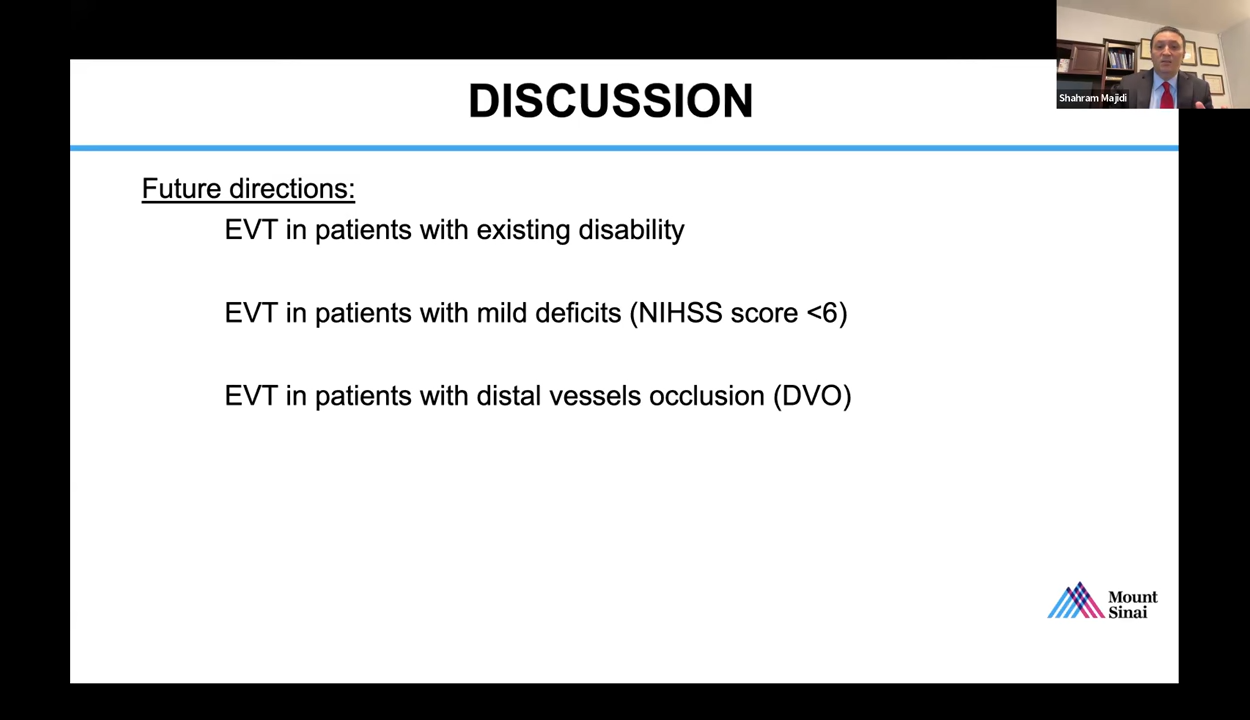 DISCUSSION
Shahram Majidi
Future directions:
EVT in patients with existing disability
EVT in patients with mild deficits (NIHSS score <6)
EVT in patients with distal vessels occlusion (DVO)
Mount
Sinai